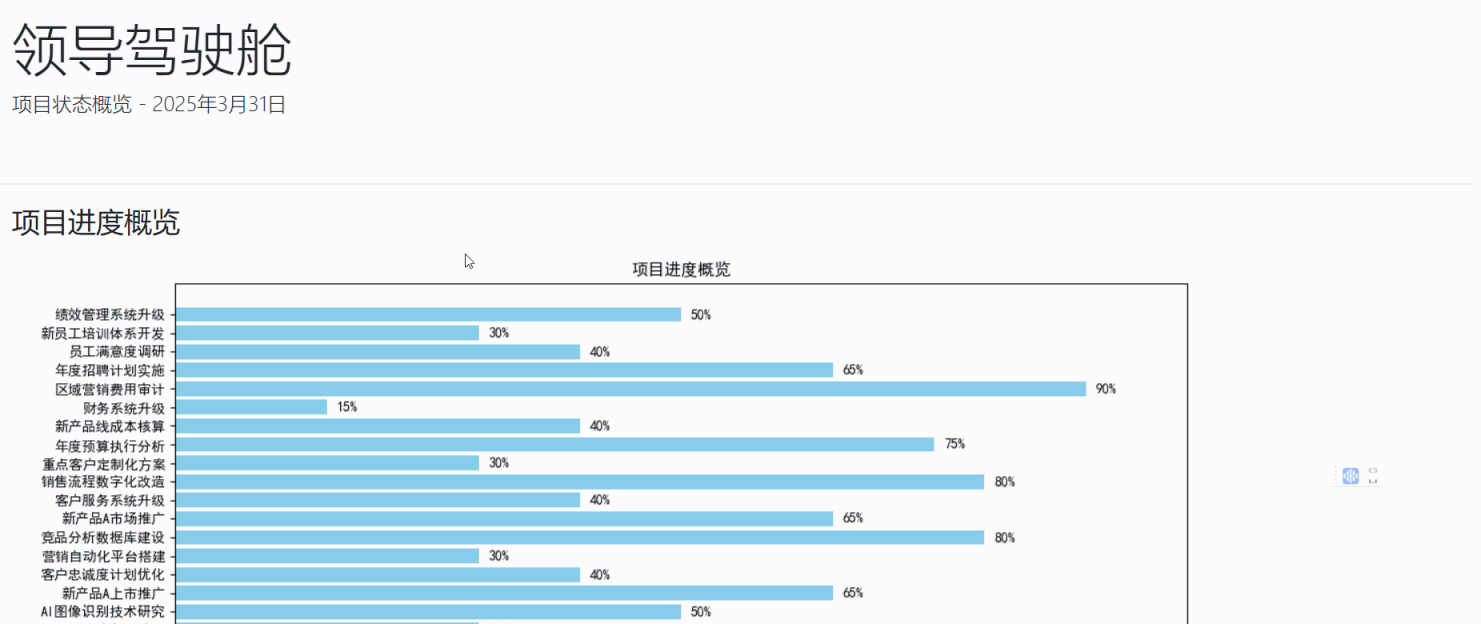 领导驾驶舱
项目状态概览 - 2025年3月31日
项目进度概览
项目进度概览
绩效管理系统升级 50%
新员工培训体系开发 30%
员工满意度调研 40%
年度招聘计划实施 65%
区域营销费用审计 90%
财务系统升级 15%
新产品线成本核算 40%
年度预算执行分析 75%
重点客户定制化方案 30%
销售流程数字化改造 80%
客户服务系统升级 40%
新产品A市场推广 65%
竞品分析数据库建设 80%
营销自动化平台搭建 30%
客户忠诚度计划优化 40%
新产品A上市推广 65%
AI图像识别技术研究 50%